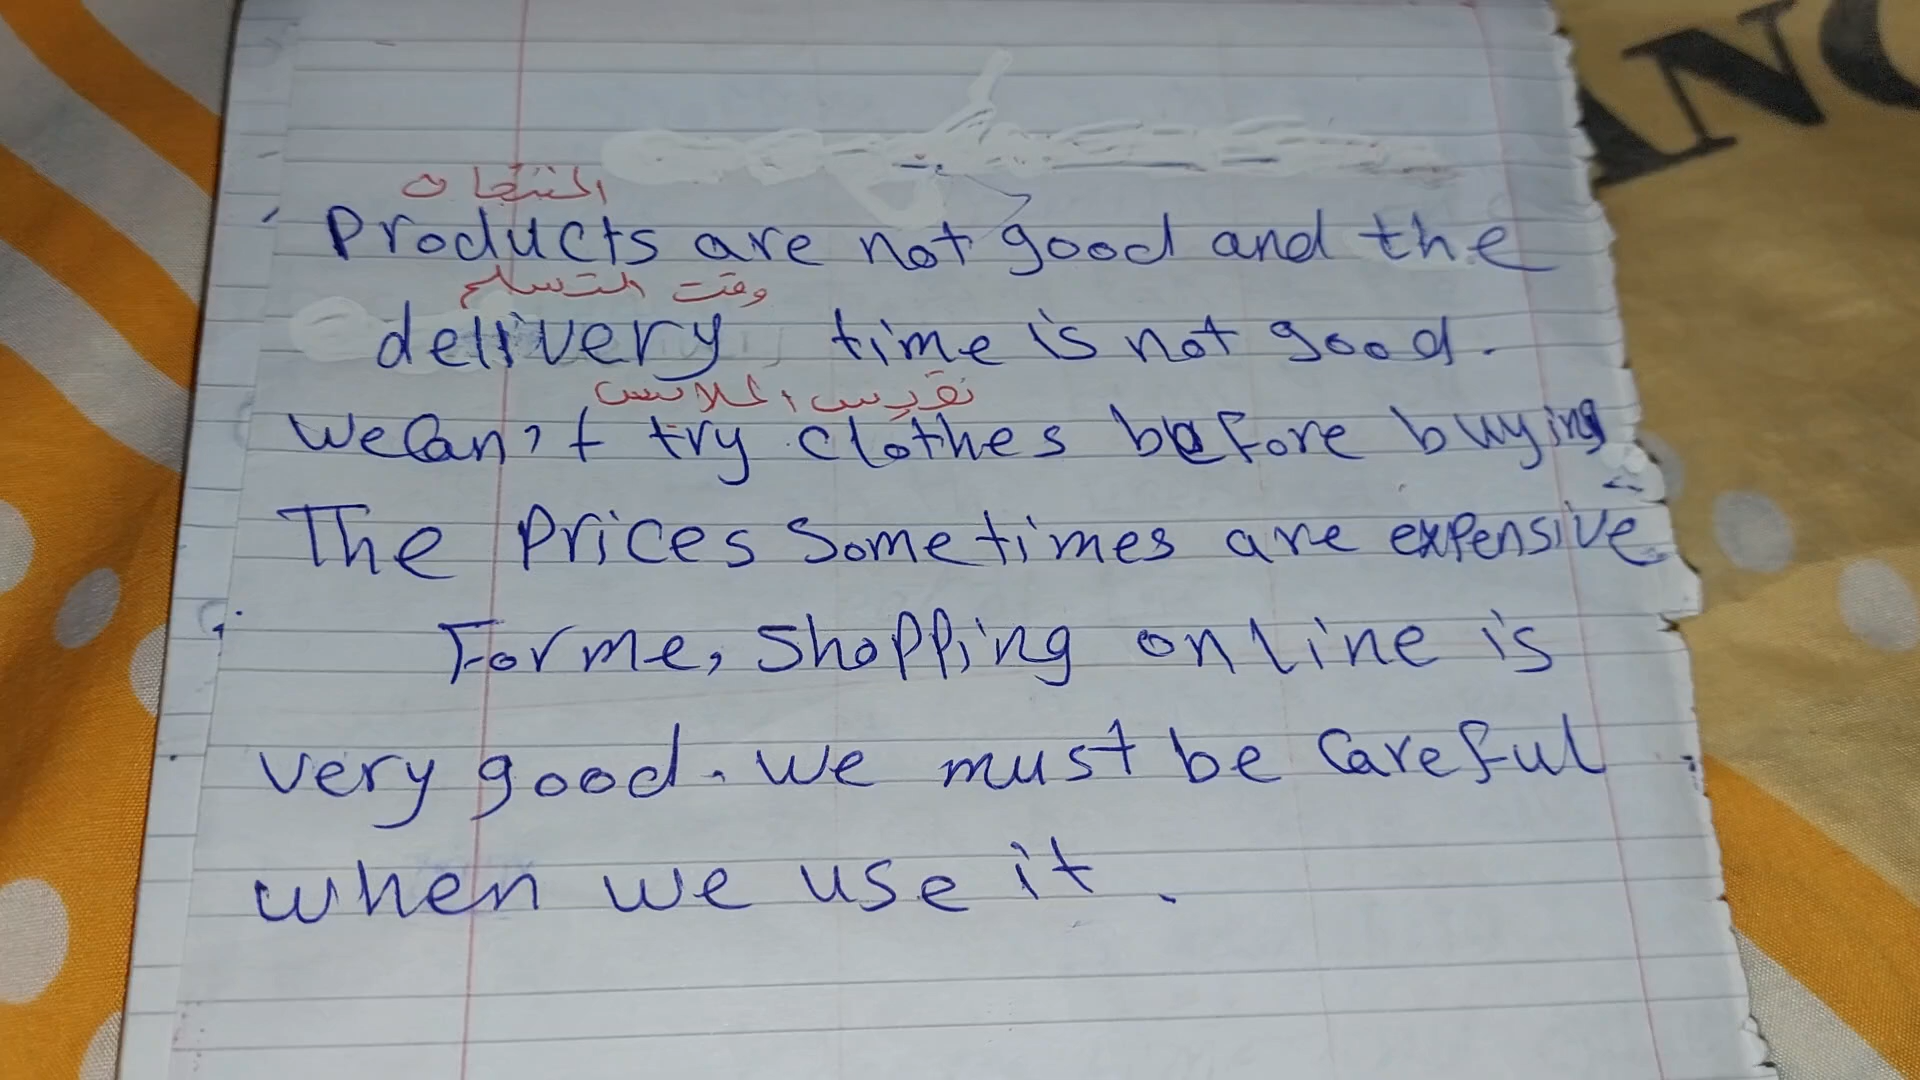 المنتجات
Products are not good and the
وقت التسليم
delivery time is not good.
الملابس
We Can't try clothes before buying
The Prices Sometimes are expensive.
For me, Shopping online is
very good. we must be Careful
when we use it.